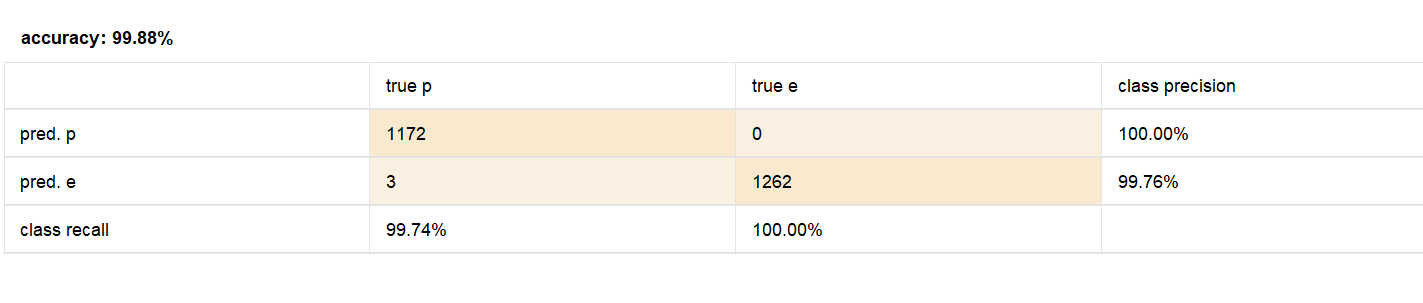 accuracy: 99.88%
true p true e class precision
pred. p 1172 0 100.00%
pred. e 3 1262 99.76%
class recall 99.74% 100.00%